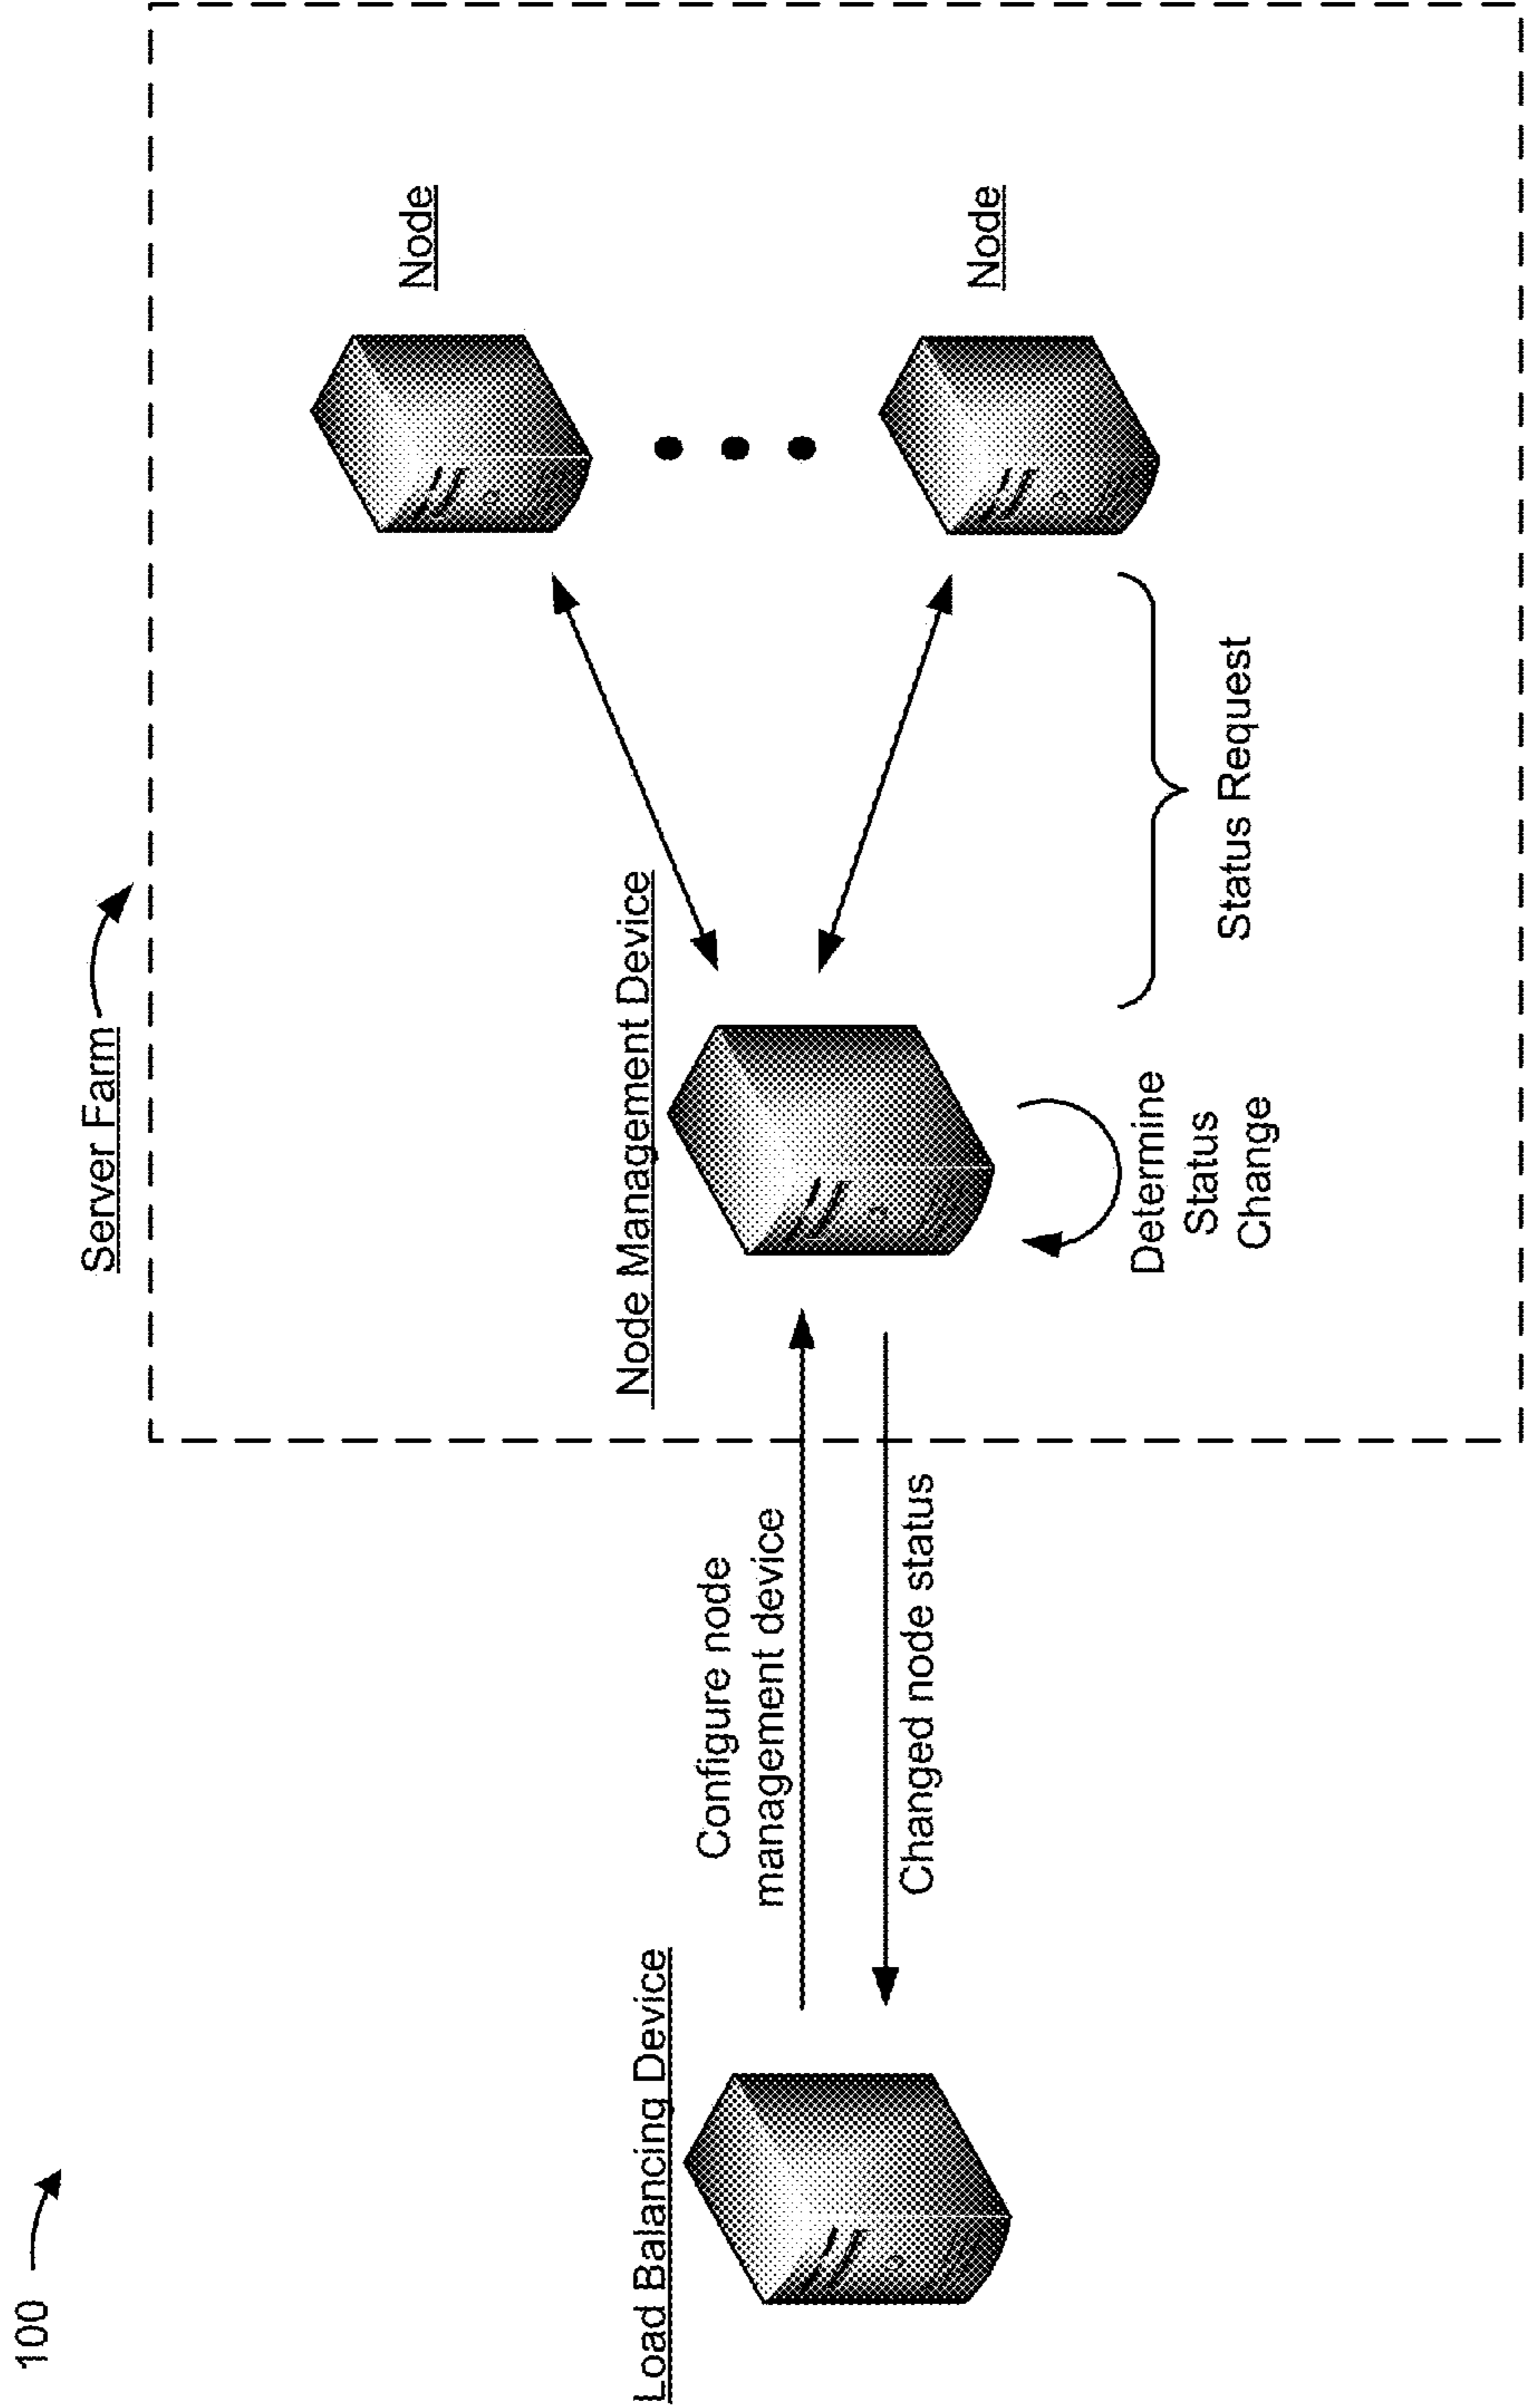 100
Server Farm
Load Balancing Device
Configure node
management device
Changed node status
Node Management Device
Determine
Status
Change
Status Request
Node
Node